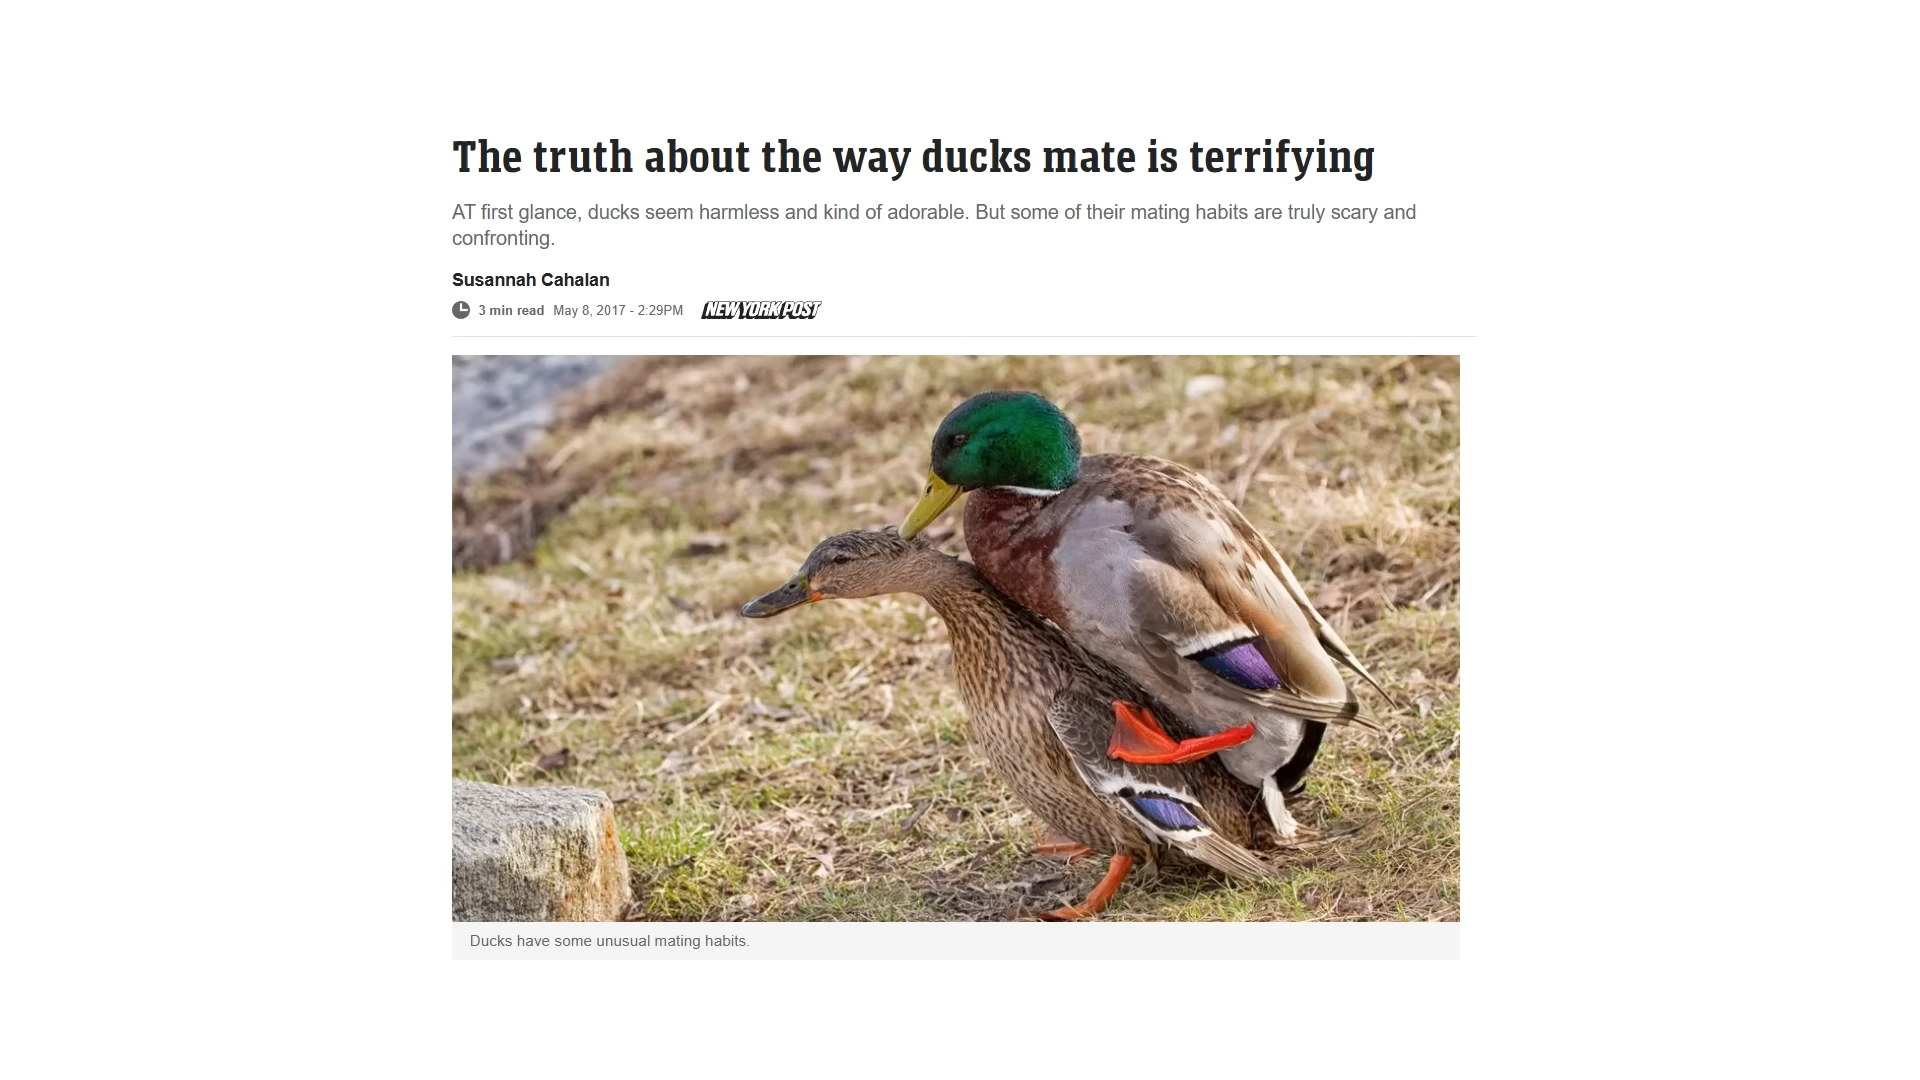 The truth about the way ducks mate is terrifying
AT first glance, ducks seem harmless and kind of adorable. But some of their mating habits are truly scary and
confronting.
Susannah Cahalan
3 min read May 8, 2017 - 2:29PM NEW YORK POST
Ducks have some unusual mating habits.